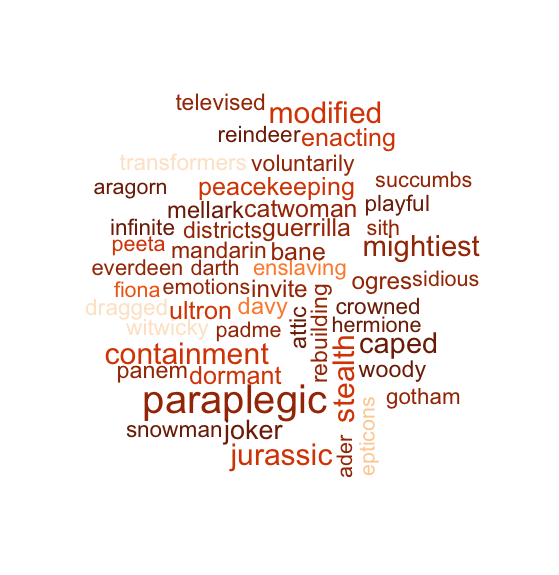 televised
modified
reindeer
enacting
transformers
voluntarily
aragorn
peacekeeping
succumbs
mellark
catwoman
playful
infinite
districts
guerrilla
sith
peeta
mandarin
bane
mightiest
everdeen
darth
enslaving
fiona
emotions
invite
ogres
sidious
dragged
ultron
davy
attic
rebuilding
crowned
witwicky
padme
hermione
containment
stealth
caped
panem
dormant
woody
paraplegic
gotham
snowman
joker
jurassic
ader
epticons